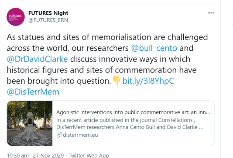 FUTURES Night
@FUTURES_ERN
As statues and sites of memorialisation are challenged
across the world, our researchers @bull_cento and
@DrDavidClarke discuss innovative ways in which
historical figures and sites of commemoration have
been brought into question.👇 bit.ly/3l8YhpC
@DisTerrMem
Agonistic interventions into public commemorative art: an inn...
In a recent article published in the journal Constellations,
DisTerrMem researchers Anna Cento Bull and David Clarke ...
disterrmem.eu
10:30 am · 27 Nov 2020 · Twitter Web App